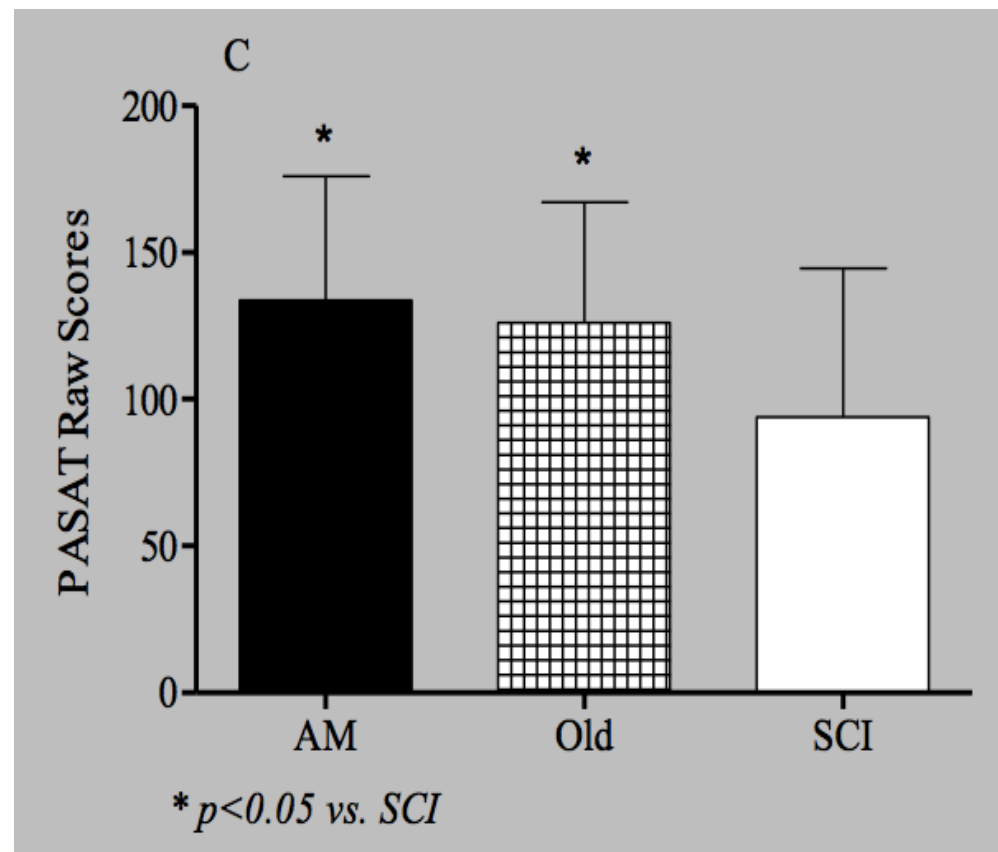 C
200
*
*
150
PASAT Raw Scores
100
50
0
AM Old SCI
* p<0.05 vs. SCI